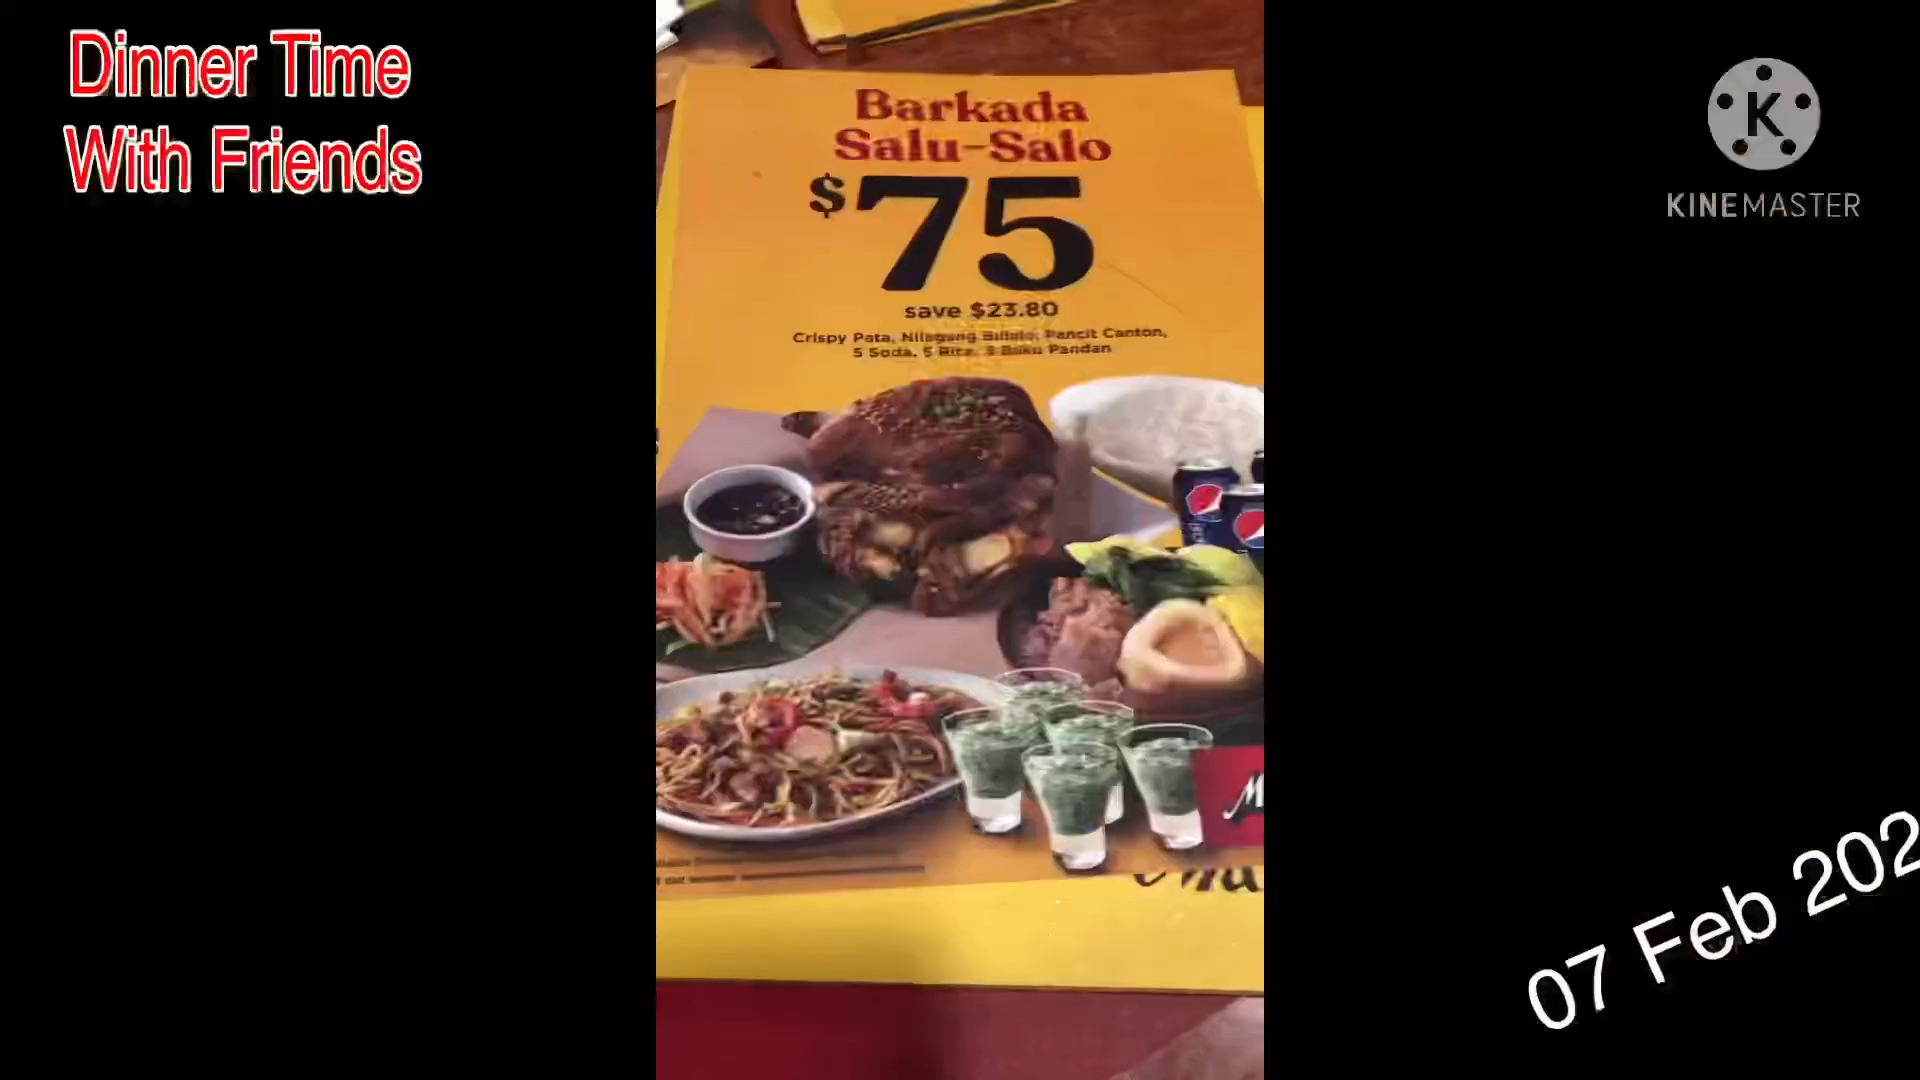 Dinner Time
With Friends
KINEMASTER
Barkada
Salu-Salo
$75
save $23.80
Crispy Pata, Nilagang Bulalo, Pancit Canton,
5 Soda, 5 Rice, 5 Buko Pandan
07 Feb 202